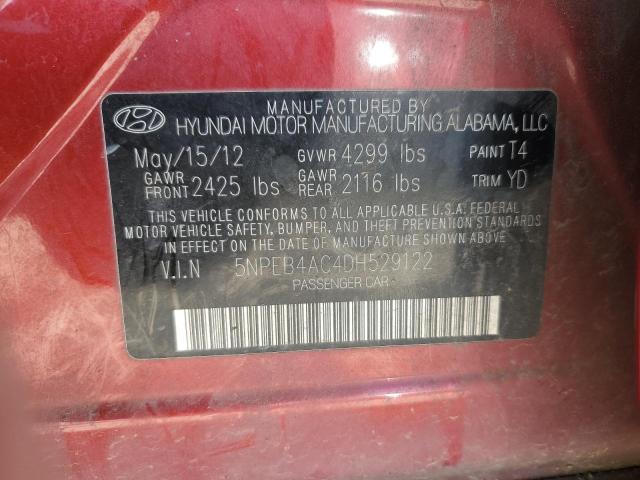 MANUFACTURED BY
HYUNDAI MOTOR MANUFACTURING ALABAMA, LLC
May/15/12 GVWR 4299 lbs PAINT T4
GAWR FRONT 2425 lbs GAWR REAR 2116 lbs TRIM YD
THIS VEHICLE CONFORMS TO ALL APPLICABLE U.S.A. FEDERAL
MOTOR VEHICLE SAFETY, BUMPER, AND THEFT PREVENTION STANDARDS
IN EFFECT ON THE DATE OF MANUFACTURE SHOWN ABOVE.
V.I.N 5NPEB4AC4DH529122
PASSENGER CAR